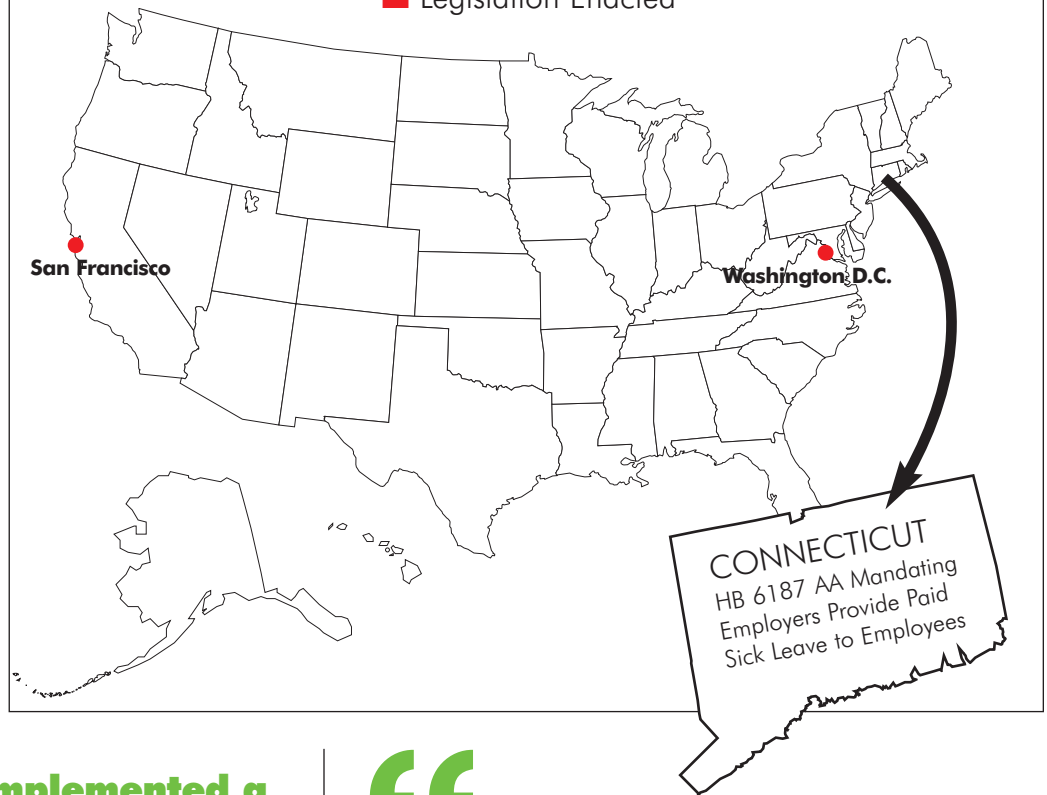 Legislation Enacted
San Francisco
Washington D.C.
CONNECTICUT
HB 6187 AA Mandating
Employers Provide Paid
Sick Leave to Employees
mplemented a
“